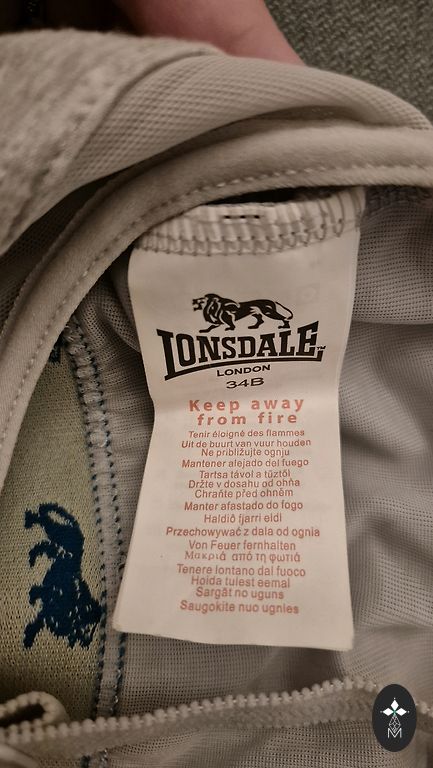 LONSDALE™
LONDON
34B
Keep away
from fire
Tenir éloigné des flammes
Uit de buurt van vuur houden
Ne približujte ognju
Mantener alejado del fuego
Tartsa távol a tűztől
Držte v dosahu od ohňa
Chraňte před ohněm
Manter afastado do fogo
Haldið fjarri eldi
Przechowywać z dala od ognia
Von Feuer fernhalten
Μακριά από τη φωτιά
Tenere lontano dal fuoco
Hoida tulest eemal
Sargāt no uguns
Saugokite nuo ugnies
M